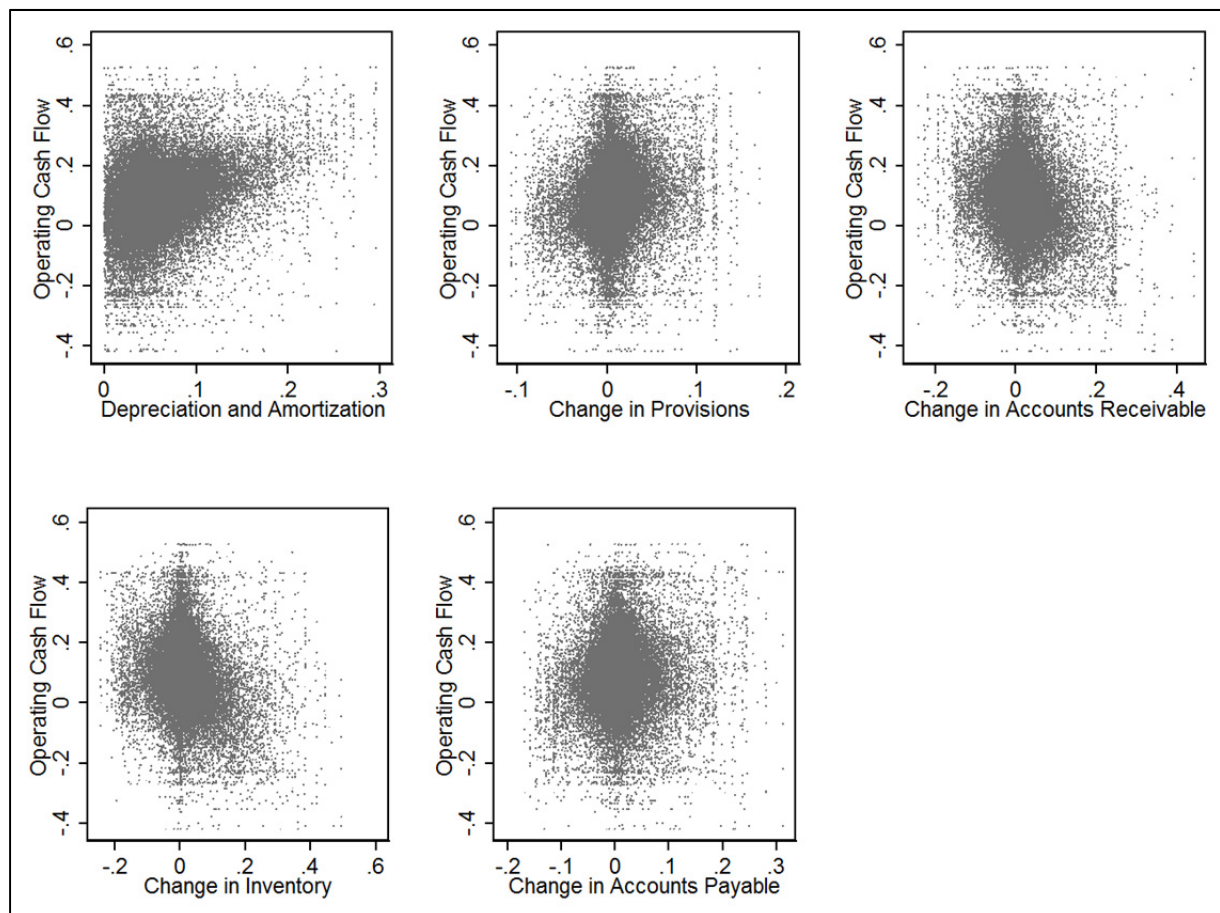 .6
.4
.2
0
-.2
-.4
Operating Cash Flow
0 .1 .2 .3
Depreciation and Amortization
.6
.4
.2
0
-.2
-.4
Operating Cash Flow
-.1 0 .1 .2
Change in Provisions
.6
.4
.2
0
-.2
-.4
Operating Cash Flow
-.2 0 .2 .4
Change in Accounts Receivable
.6
.4
.2
0
-.2
-.4
Operating Cash Flow
-.2 0 .2 .4 .6
Change in Inventory
.6
.4
.2
0
-.2
-.4
Operating Cash Flow
-.2 -.1 0 .1 .2 .3
Change in Accounts Payable